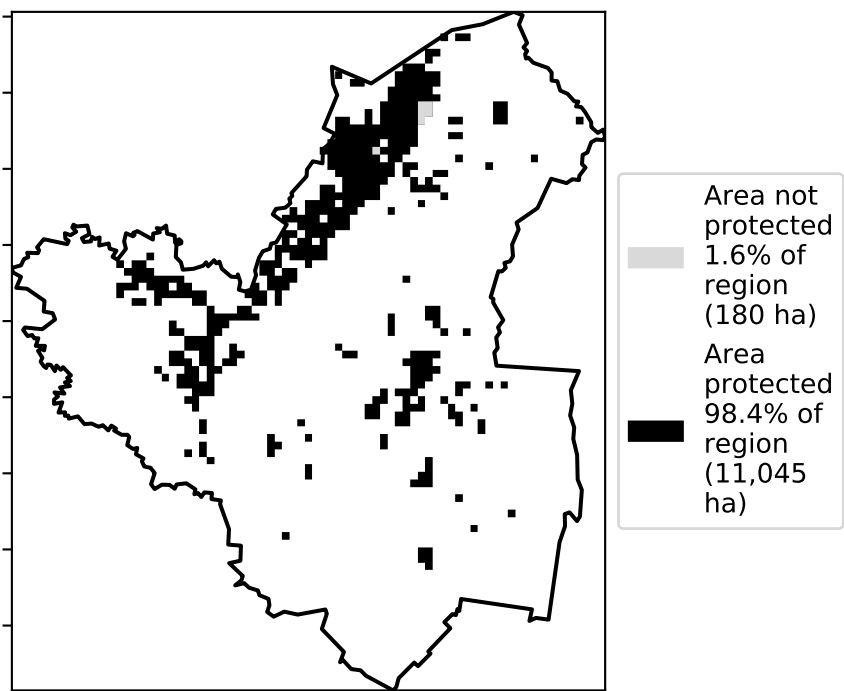 Area not
protected
1.6% of
region
(180 ha)
Area
protected
98.4% of
region
(11,045
ha)